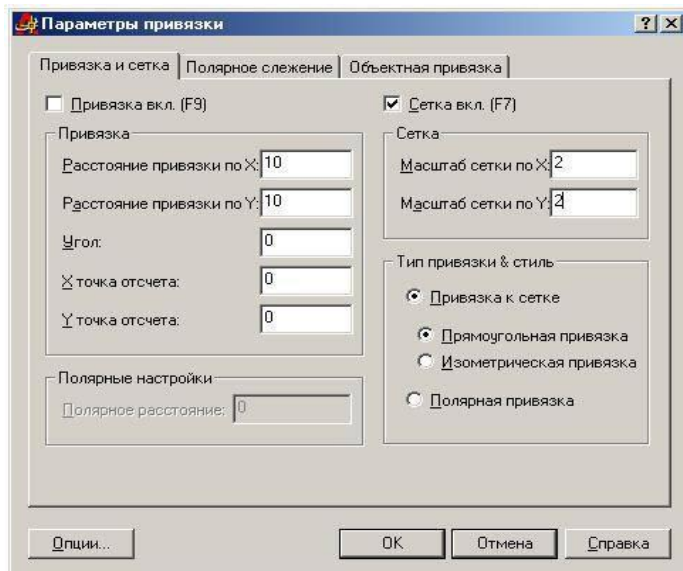 Параметры привязки
Привязка и сетка
Полярное слежение
Объектная привязка
Привязка вкл. (F9)
Привязка
Расстояние привязки по X: 10
Расстояние привязки по Y: 10
Угол: 0
X точка отсчета: 0
Y точка отсчета: 0
Полярные настройки
Полярное расстояние: 0
Сетка вкл. (F7)
Сетка
Масштаб сетки по X: 2
Масштаб сетки по Y: 2
Тип привязки & стиль
Привязка к сетке
Прямоугольная привязка
Изометрическая привязка
Полярная привязка
Опции...
OK
Отмена
Справка